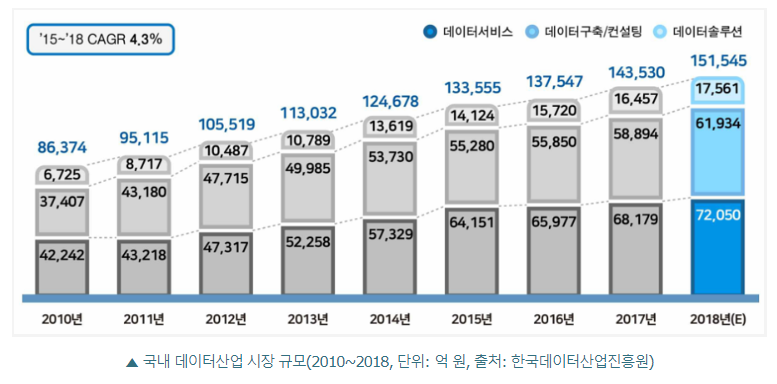 '15~'18 CAGR 4.3%
데이터서비스 데이터구축/컨설팅 데이터솔루션
86,374 95,115 105,519 113,032 124,678 133,555 137,547 143,530 151,545
6,725 8,717 10,487 10,789 13,619 14,124 15,720 16,457 17,561
37,407 43,180 47,715 49,985 53,730 55,280 55,850 58,894 61,934
42,242 43,218 47,317 52,258 57,329 64,151 65,977 68,179 72,050
2010년 2011년 2012년 2013년 2014년 2015년 2016년 2017년 2018년(E)
▲ 국내 데이터산업 시장 규모(2010~2018, 단위: 억 원, 출처: 한국데이터산업진흥원)